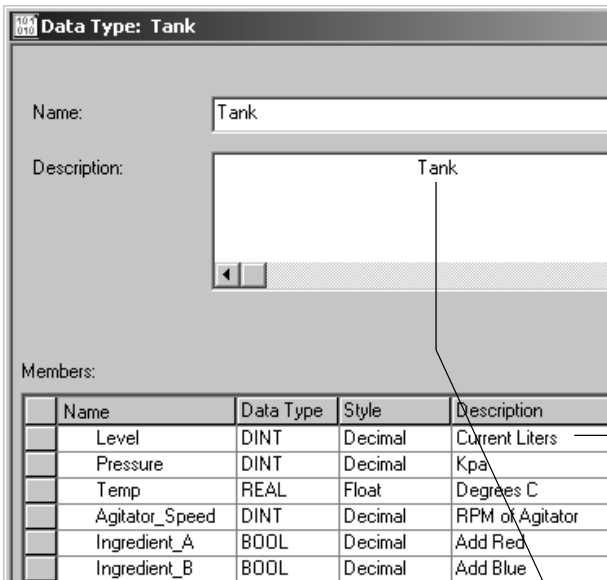 101
010 Data Type: Tank
Name: Tank
Description: Tank
Members:
Name Data Type Style Description
Level DINT Decimal Current Liters
Pressure DINT Decimal Kpa
Temp REAL Float Degrees C
Agitator_Speed DINT Decimal RPM of Agitator
Ingredient_A BOOL Decimal Add Red
Ingredient_B BOOL Decimal Add Blue